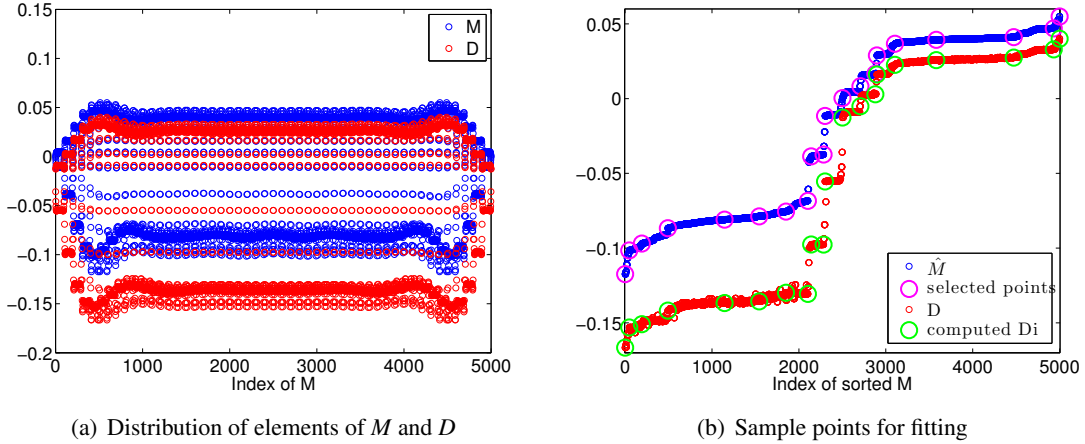 0.15
0.1
0.05
0
−0.05
−0.1
−0.15
−0.2
M
D
0 1000 2000 3000 4000 5000
Index of M
(a) Distribution of elements of M and D
0.05
0
−0.05
−0.1
−0.15
M̂
selected points
D
computed Di
0 1000 2000 3000 4000 5000
Index of sorted M
(b) Sample points for fitting